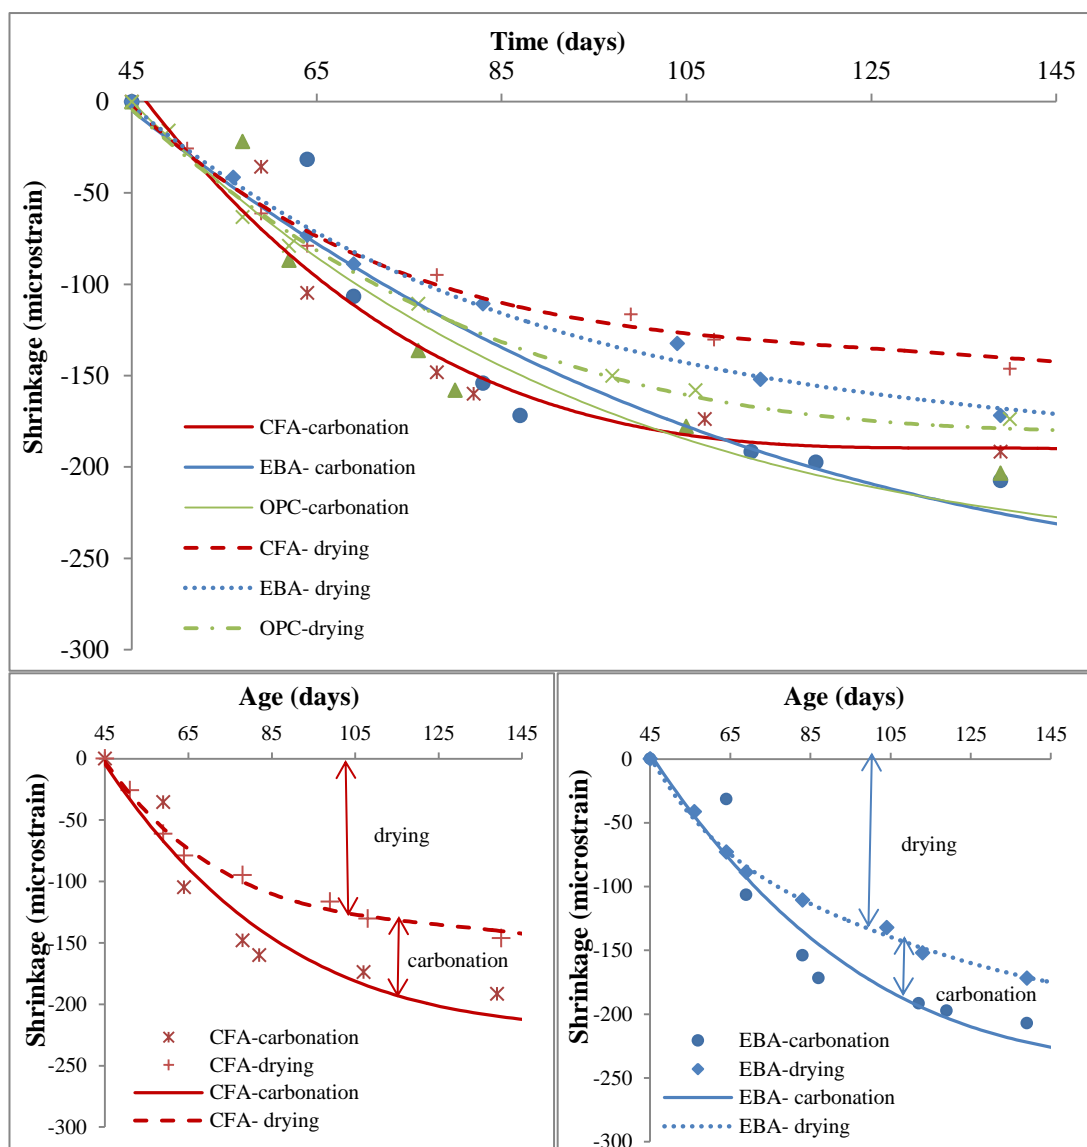 Time (days)
45 65 85 105 125 145
0
-50
-100
-150
-200
-250
-300
Shrinkage (microstrain)
CFA-carbonation
EBA- carbonation
OPC-carbonation
CFA- drying
EBA- drying
OPC-drying
Age (days)
45 65 85 105 125 145
0
-50
-100
-150
-200
-250
-300
Shrinkage (microstrain)
drying
carbonation
CFA-carbonation
CFA-drying
CFA-carbonation
CFA- drying
Age (days)
45 65 85 105 125 145
0
-50
-100
-150
-200
-250
-300
Shrinkage (microstrain)
drying
carbonation
EBA-carbonation
EBA-drying
EBA- carbonation
EBA- drying